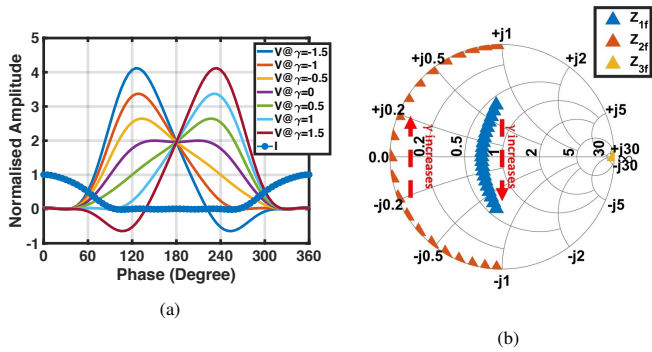 5
4
3
2
1
0
-1
0
60
120
180
240
300
360
Normalised Amplitude
Phase (Degree)
V@γ=-1.5
V@γ=-1
V@γ=-0.5
V@γ=0
V@γ=0.5
V@γ=1
V@γ=1.5
I
(a)
Z1f
Z2f
Z3f
+j1
+j0.5
+j2
+j0.2
+j5
+j30
0.0
0.2
0.5
1
2
5
30
-j30
-j0.2
-j5
-j0.5
-j2
-j1
γ increases
γ increases
(b)